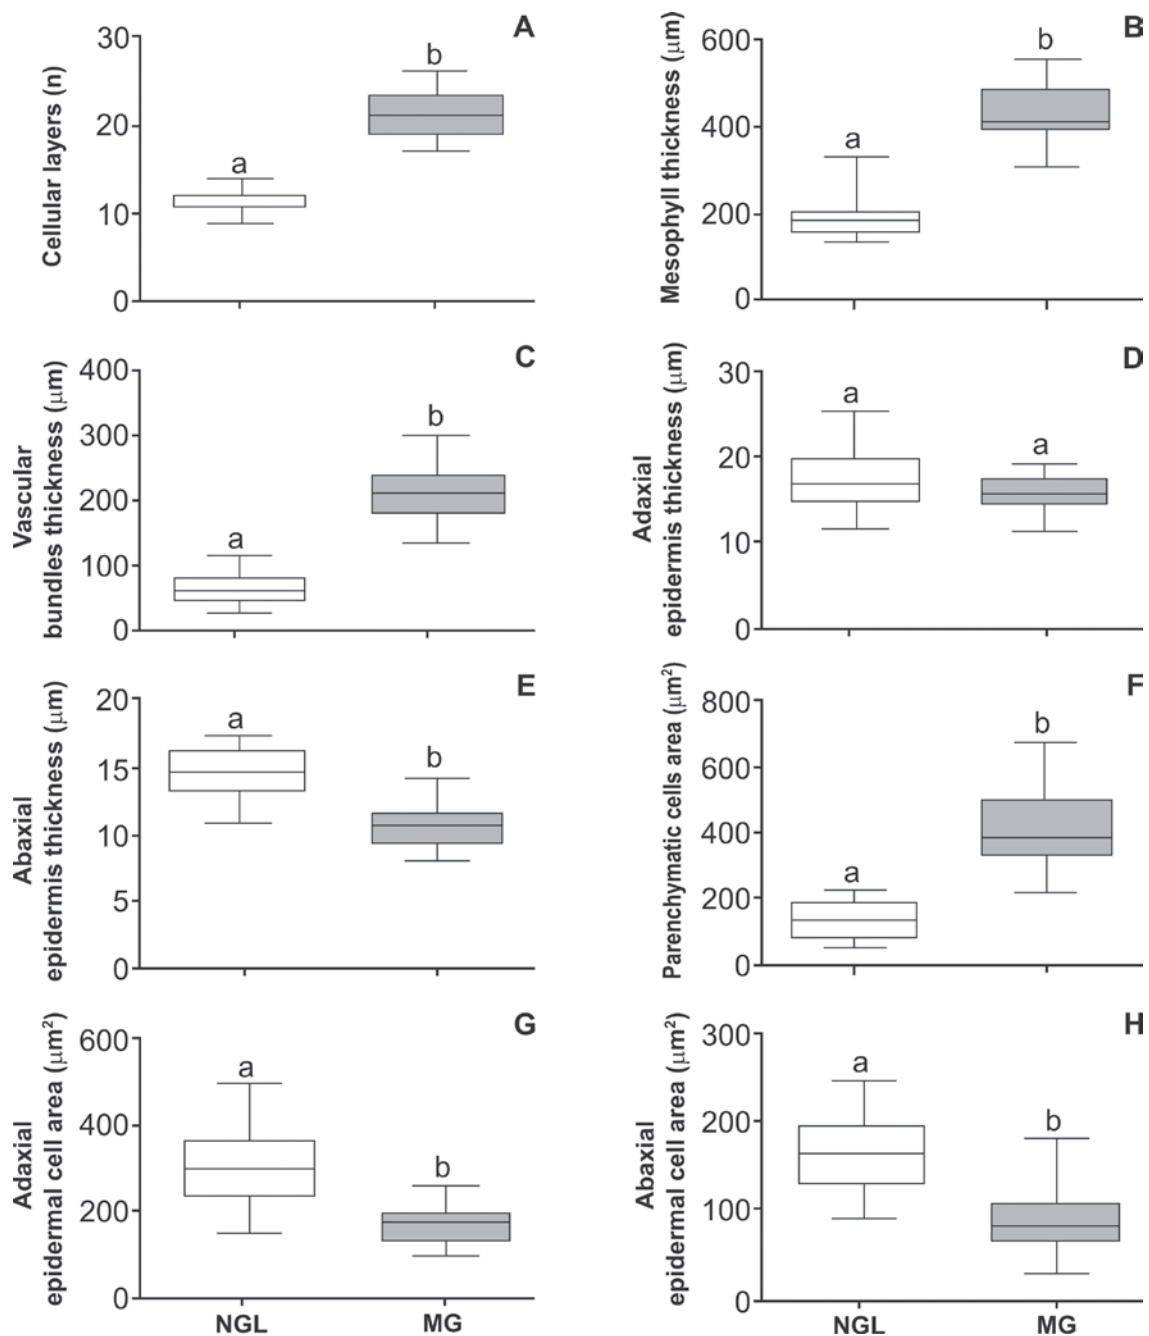 A
Cellular layers (n)
30
20
10
0
a
b
B
Mesophyll thickness (μm)
600
400
200
0
a
b
C
Vascular
bundles thickness (μm)
400
300
200
100
0
a
b
D
Adaxial
epidermis thickness (μm)
30
20
10
0
a
a
E
Abaxial
epidermis thickness (μm)
20
15
10
5
0
a
b
F
Parenchymatic cells area (μm²)
800
600
400
200
0
a
b
G
Adaxial
epidermal cell area (μm²)
600
400
200
0
a
b
NGL MG
H
Abaxial
epidermal cell area (μm²)
300
200
100
0
a
b
NGL MG